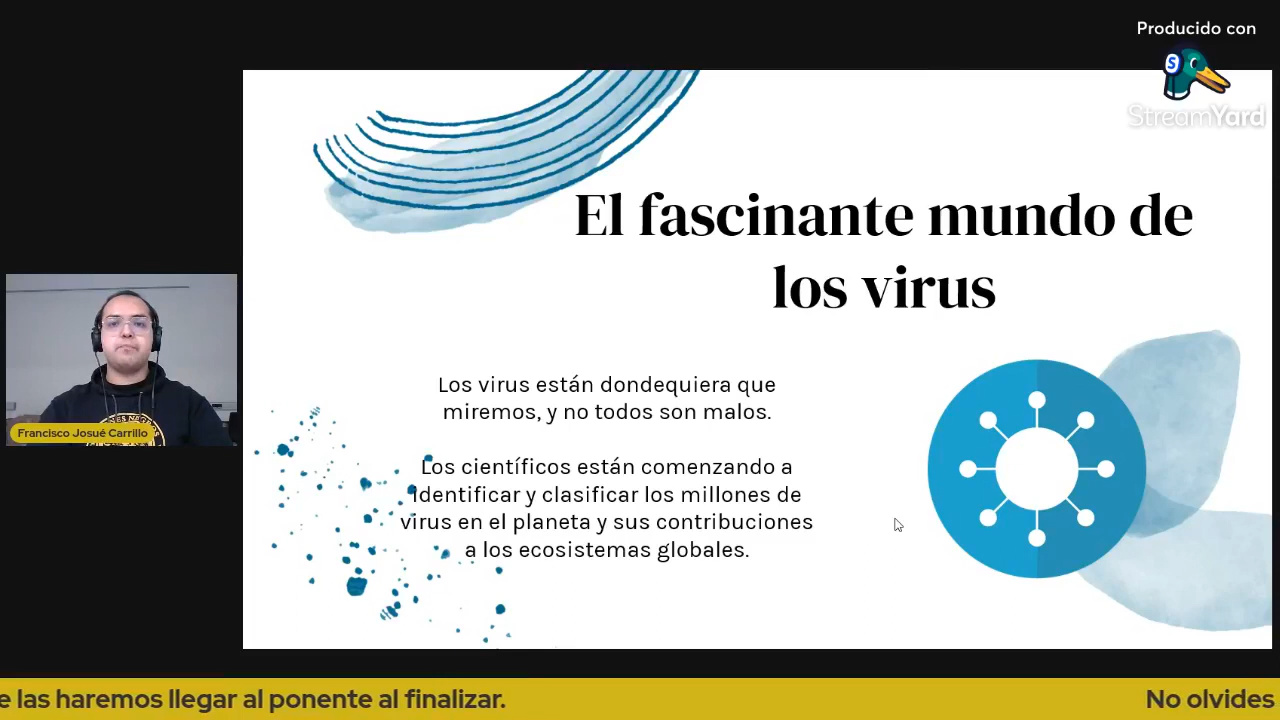 Producido con
StreamYard
El fascinante mundo de
los virus
Los virus están dondequiera que
miremos, y no todos son malos.
Los científicos están comenzando a
identificar y clasificar los millones de
virus en el planeta y sus contribuciones
a los ecosistemas globales.
Francisco Josué Carrillo
e las haremos llegar al ponente al finalizar.
No olvides